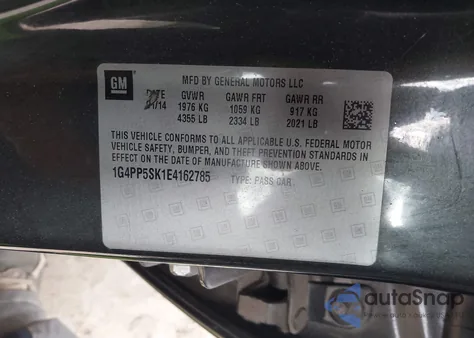 GM
MFD BY GENERAL MOTORS LLC
DATE GVWR GAWR FRT GAWR RR
/14 1976 KG 1059 KG 917 KG
4355 LB 2334 LB 2021 LB
THIS VEHICLE CONFORMS TO ALL APPLICABLE U.S. FEDERAL MOTOR
VEHICLE SAFETY, BUMPER, AND THEFT PREVENTION STANDARDS IN
EFFECT ON THE DATE OF MANUFACTURE SHOWN ABOVE.
1G4PP5SK1E4162785 TYPE: PASS CAR
autoSnap